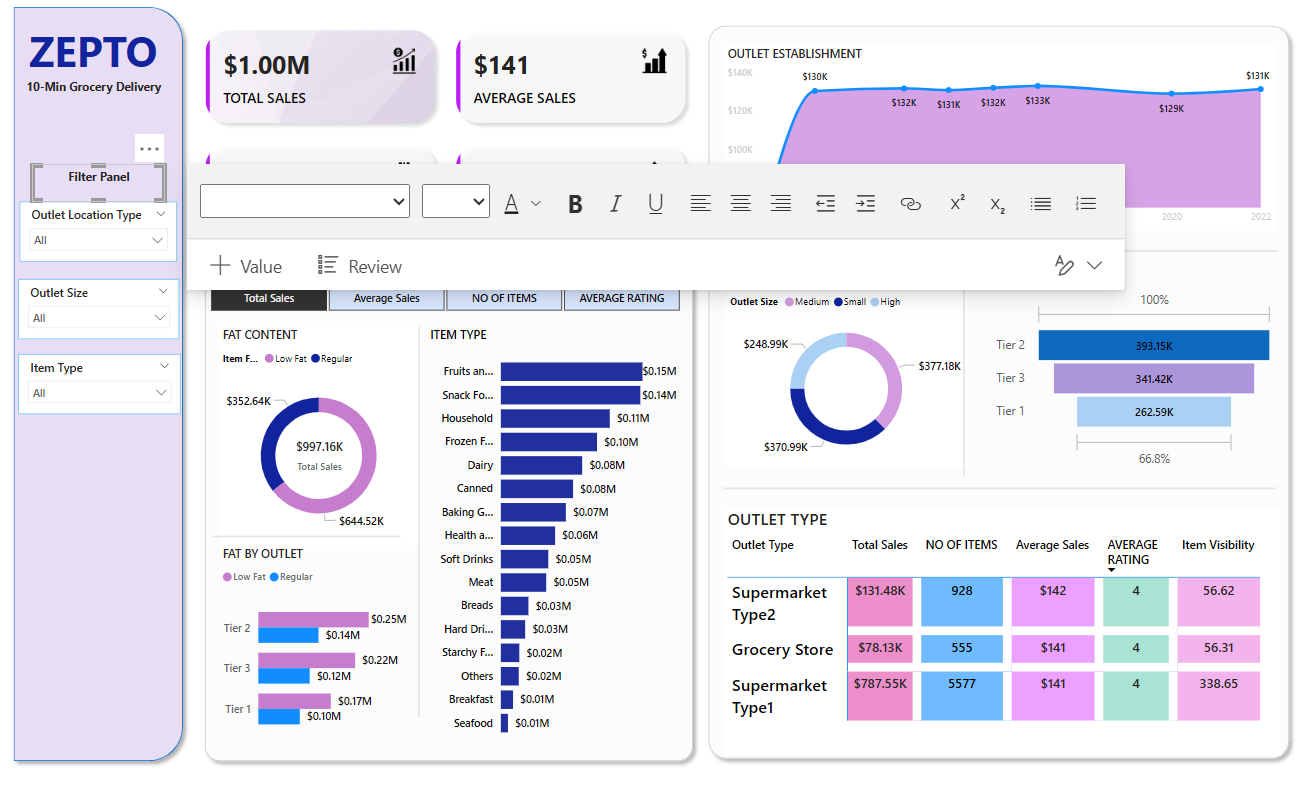 ZEPTO
10-Min Grocery Delivery
Filter Panel
Outlet Location Type
All
Outlet Size
All
Item Type
All
$1.00M
TOTAL SALES
$141
AVERAGE SALES
A
B
I
U
x²
x₂
Value
Review
Total Sales
Average Sales
NO OF ITEMS
AVERAGE RATING
FAT CONTENT
Item F... Low Fat Regular
$352.64K
$997.16K
Total Sales
$644.52K
FAT BY OUTLET
Low Fat Regular
Tier 2 $0.25M
$0.14M
Tier 3 $0.22M
$0.12M
Tier 1 $0.17M
$0.10M
ITEM TYPE
Fruits an... $0.15M
Snack Fo... $0.14M
Household $0.11M
Frozen F... $0.10M
Dairy $0.08M
Canned $0.08M
Baking G... $0.07M
Health a... $0.06M
Soft Drinks $0.05M
Meat $0.05M
Breads $0.03M
Hard Dri... $0.03M
Starchy F... $0.02M
Others $0.02M
Breakfast $0.01M
Seafood $0.01M
OUTLET ESTABLISHMENT
$140K
$120K
$100K
$130K
$132K
$131K
$132K
$133K
$129K
$131K
2020
2022
Outlet Size Medium Small High
$248.99K
$377.18K
$370.99K
100%
Tier 2 393.15K
Tier 3 341.42K
Tier 1 262.59K
66.8%
OUTLET TYPE
Outlet Type Total Sales NO OF ITEMS Average Sales AVERAGE RATING Item Visibility
Supermarket Type2 $131.48K 928 $142 4 56.62
Grocery Store $78.13K 555 $141 4 56.31
Supermarket Type1 $787.55K 5577 $141 4 338.65